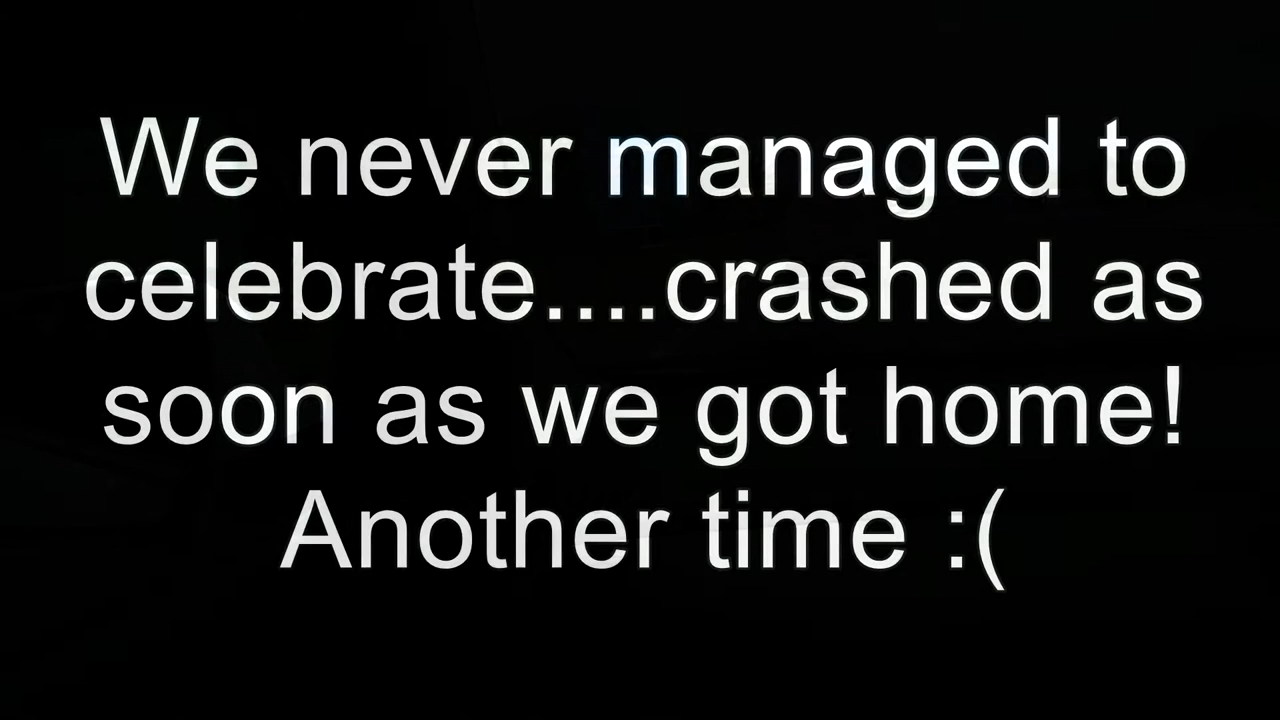 We never managed to
celebrate....crashed as
soon as we got home!
Another time :(